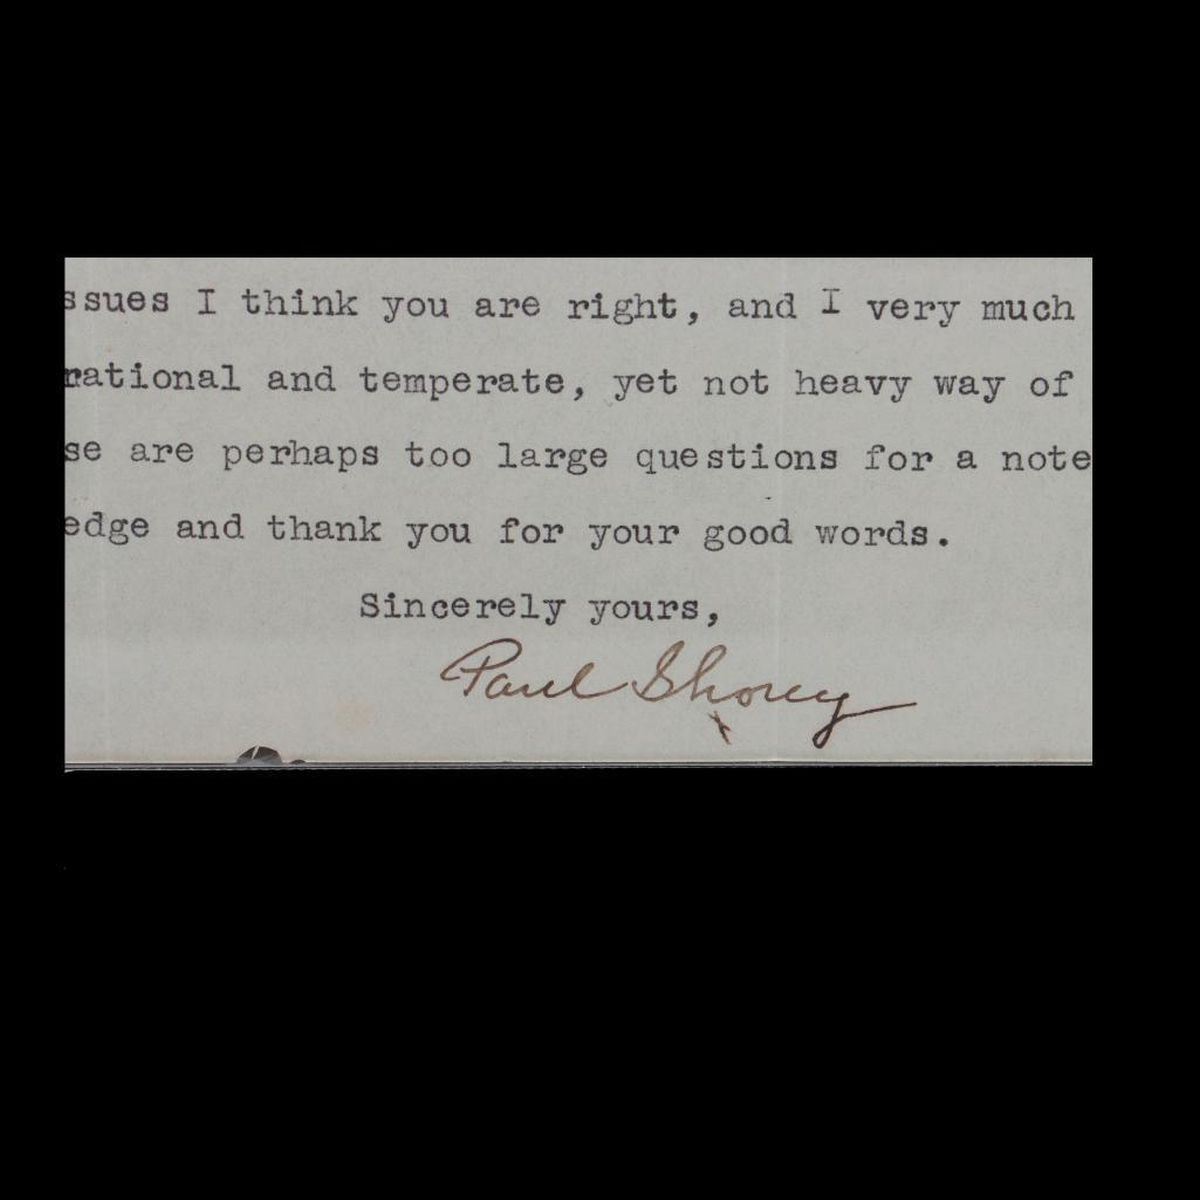 ssues I think you are right, and I very much
rational and temperate, yet not heavy way of
se are perhaps too large questions for a note
edge and thank you for your good words.
Sincerely yours,
Paul Shorey